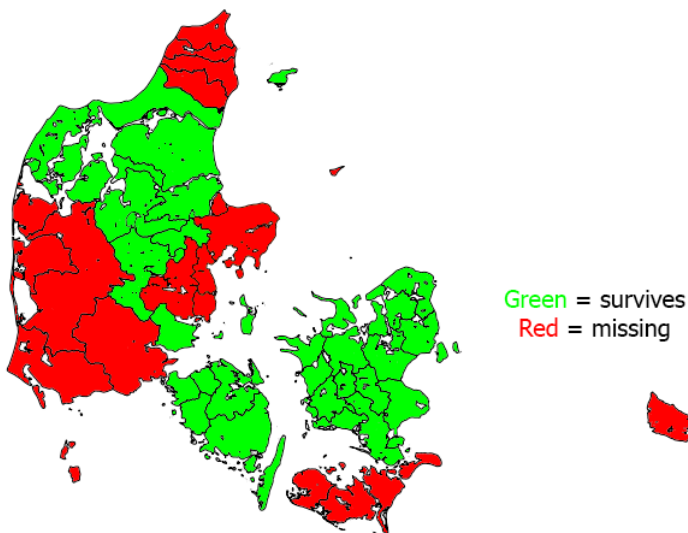 Green = survives
Red = missing